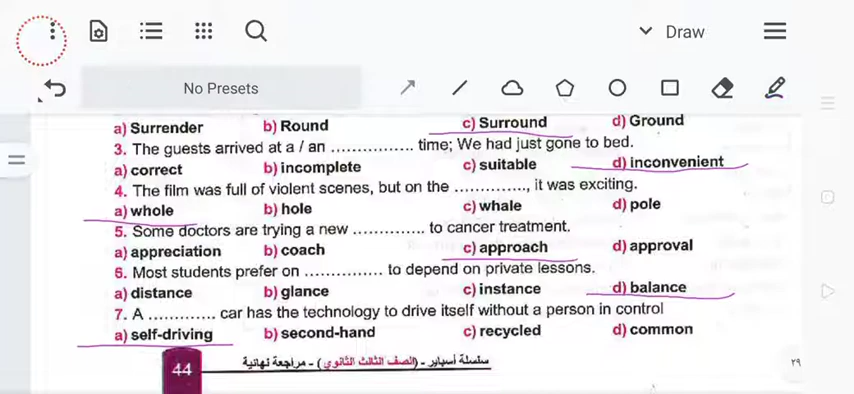 Draw
No Presets
a) Surrender b) Round c) Surround d) Ground
3. The guests arrived at a / an ................ time; We had just gone to bed.
a) correct b) incomplete c) suitable d) inconvenient
4. The film was full of violent scenes, but on the ............., it was exciting.
a) whole b) hole c) whale d) pole
5. Some doctors are trying a new ............. to cancer treatment.
a) appreciation b) coach c) approach d) approval
6. Most students prefer on ............... to depend on private lessons.
a) distance b) glance c) instance d) balance
7. A ............. car has the technology to drive itself without a person in control
a) self-driving b) second-hand c) recycled d) common
44 سلسلة أسباير - (الصف الثالث الثانوي) - مراجعة نهائية ٢٩